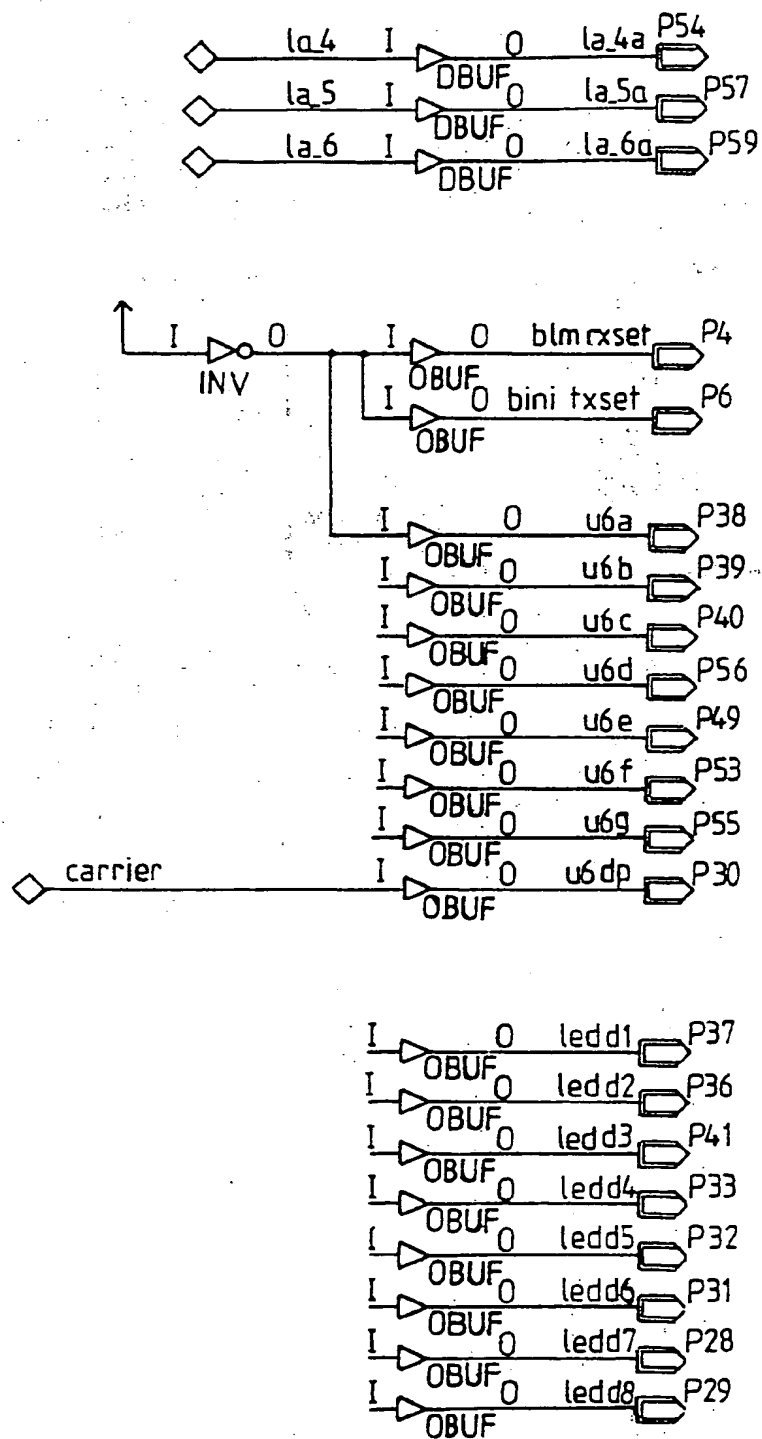 la_4 I O la_4a P54
DBUF
la_5 I O la_5a P57
DBUF
la_6 I O la_6a P59
DBUF
I O I O blm rxset P4
INV OBUF
I O bini txset P6
OBUF
I O u6a P38
OBUF
I O u6b P39
OBUF
I O u6c P40
OBUF
I O u6d P56
OBUF
I O u6e P49
OBUF
I O u6f P53
OBUF
I O u6g P55
OBUF
carrier I O u6dp P30
OBUF
I O ledd1 P37
OBUF
I O ledd2 P36
OBUF
I O ledd3 P41
OBUF
I O ledd4 P33
OBUF
I O ledd5 P32
OBUF
I O ledd6 P31
OBUF
I O ledd7 P28
OBUF
I O ledd8 P29
OBUF